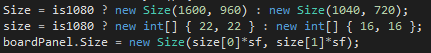 Size = is1080 ? new Size(1600, 960) : new Size(1040, 720);
size = is1080 ? new int[] { 22, 22 } : new int[] { 16, 16 };
boardPanel.Size = new Size(size[0]*sf, size[1]*sf);